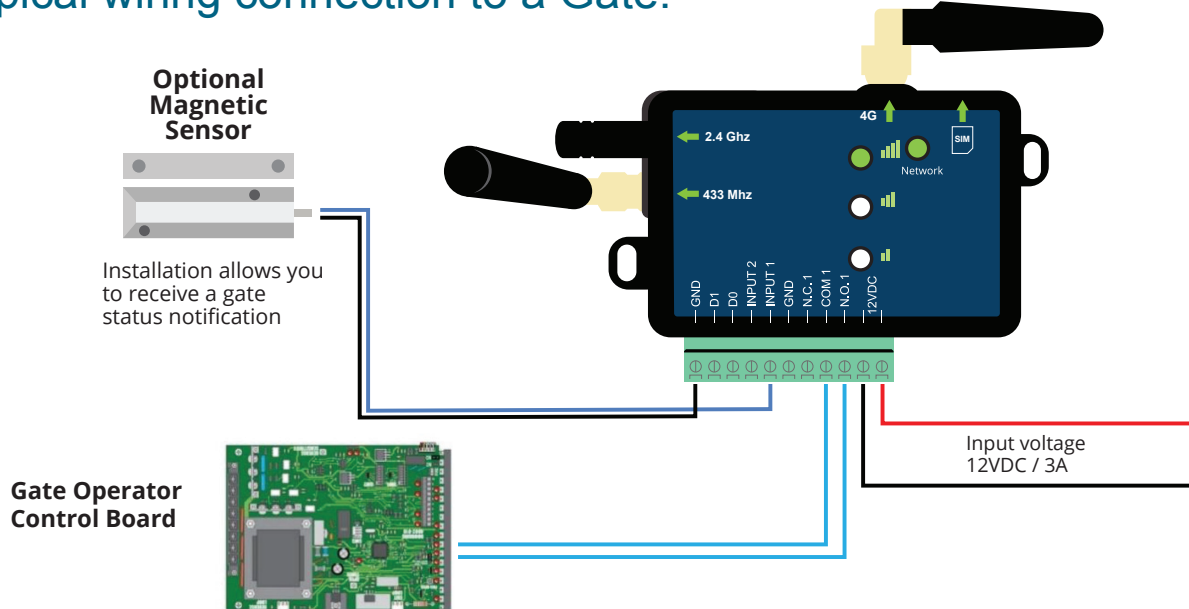 pical wiring connection to a Gate.
Optional
Magnetic
Sensor
Installation allows you
to receive a gate
status notification
4G
SIM
2.4 Ghz
Network
433 Mhz
GND
D1
D0
INPUT 2
INPUT 1
GND
N.C. 1
COM 1
N.O. 1
12VDC
Input voltage
12VDC / 3A
Gate Operator
Control Board